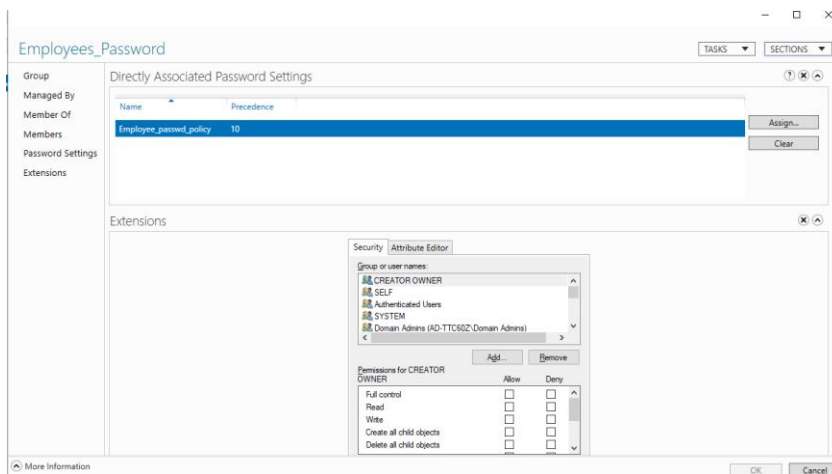 Employees_Password
TASKS
SECTIONS
Group
Managed By
Member Of
Members
Password Settings
Extensions
Directly Associated Password Settings
Name Precedence
Employee_passwd_policy 10
Assign...
Clear
Extensions
Security Attribute Editor
Group or user names:
CREATOR OWNER
SELF
Authenticated Users
SYSTEM
Domain Admins (AD-TTC60Z\Domain Admins)
Add... Remove
Permissions for CREATOR
OWNER Allow Deny
Full control
Read
Write
Create all child objects
Delete all child objects
More Information
OK Cancel